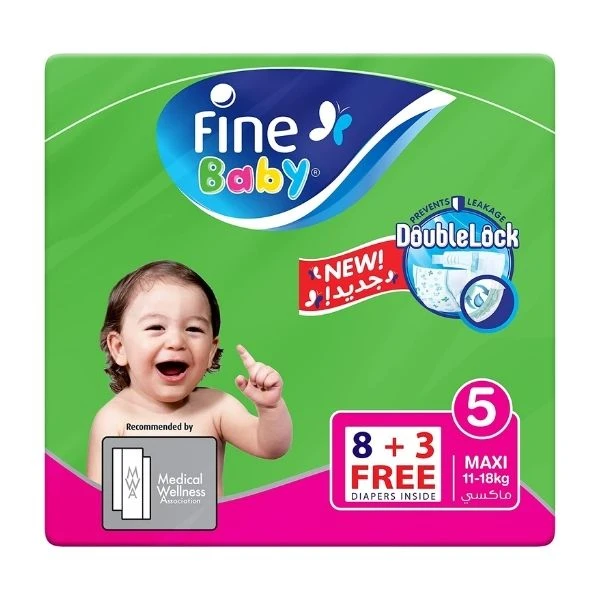 Fine
Baby®
PREVENTS LEAKAGE
DoubleLock
NEW!
جديد!
Recommended by
MWA
Medical
Wellness
Association
8 + 3
FREE
DIAPERS INSIDE
5
MAXI
11-18kg
ماكسي